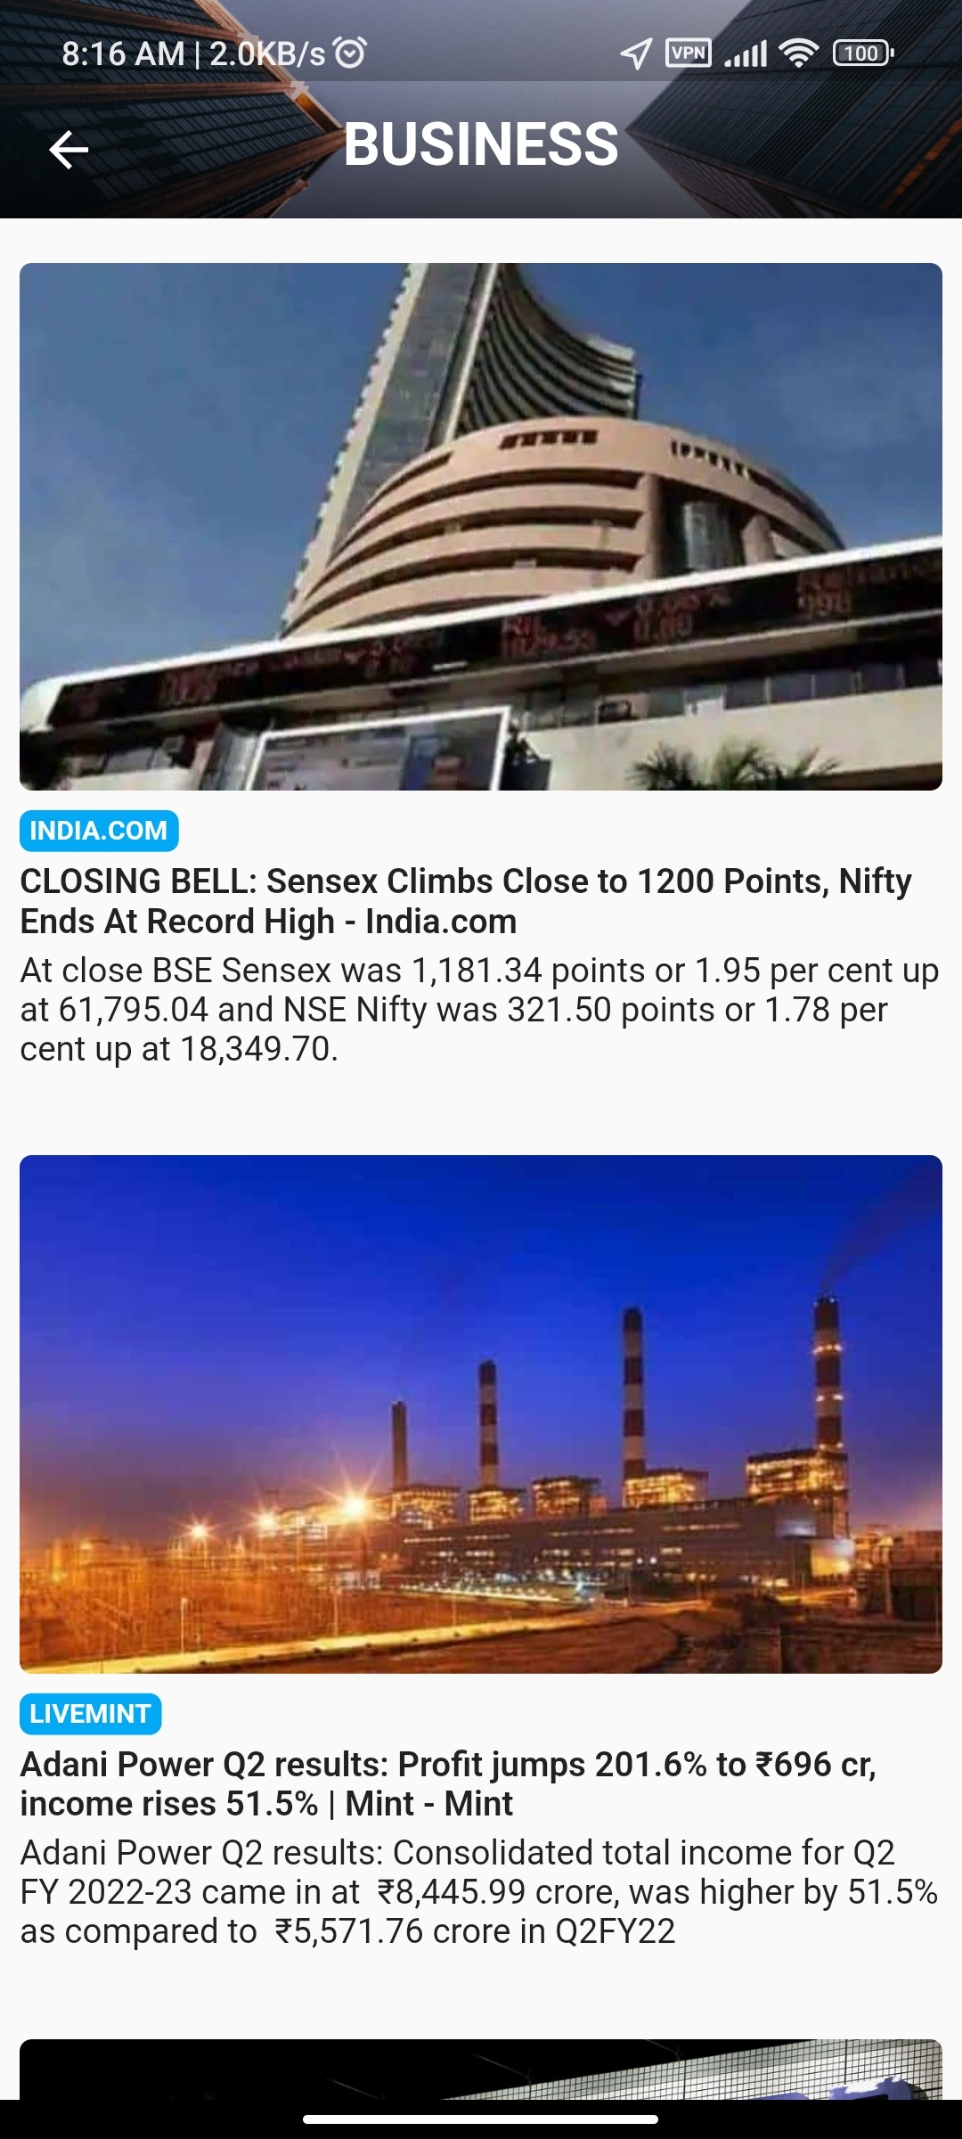 8:16 AM | 2.0KB/s
VPN
100
BUSINESS
INDIA.COM
CLOSING BELL: Sensex Climbs Close to 1200 Points, Nifty
Ends At Record High - India.com
At close BSE Sensex was 1,181.34 points or 1.95 per cent up
at 61,795.04 and NSE Nifty was 321.50 points or 1.78 per
cent up at 18,349.70.
LIVEMINT
Adani Power Q2 results: Profit jumps 201.6% to ₹696 cr,
income rises 51.5% | Mint - Mint
Adani Power Q2 results: Consolidated total income for Q2
FY 2022-23 came in at ₹8,445.99 crore, was higher by 51.5%
as compared to ₹5,571.76 crore in Q2FY22